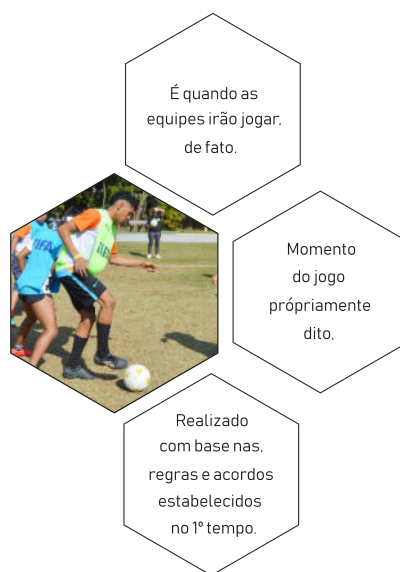 É quando as
equipes irão jogar,
de fato.
Momento
do jogo
própriamente
dito,
Realizado
com base nas,
regras e acordos
estabelecidos
no 1º tempo.